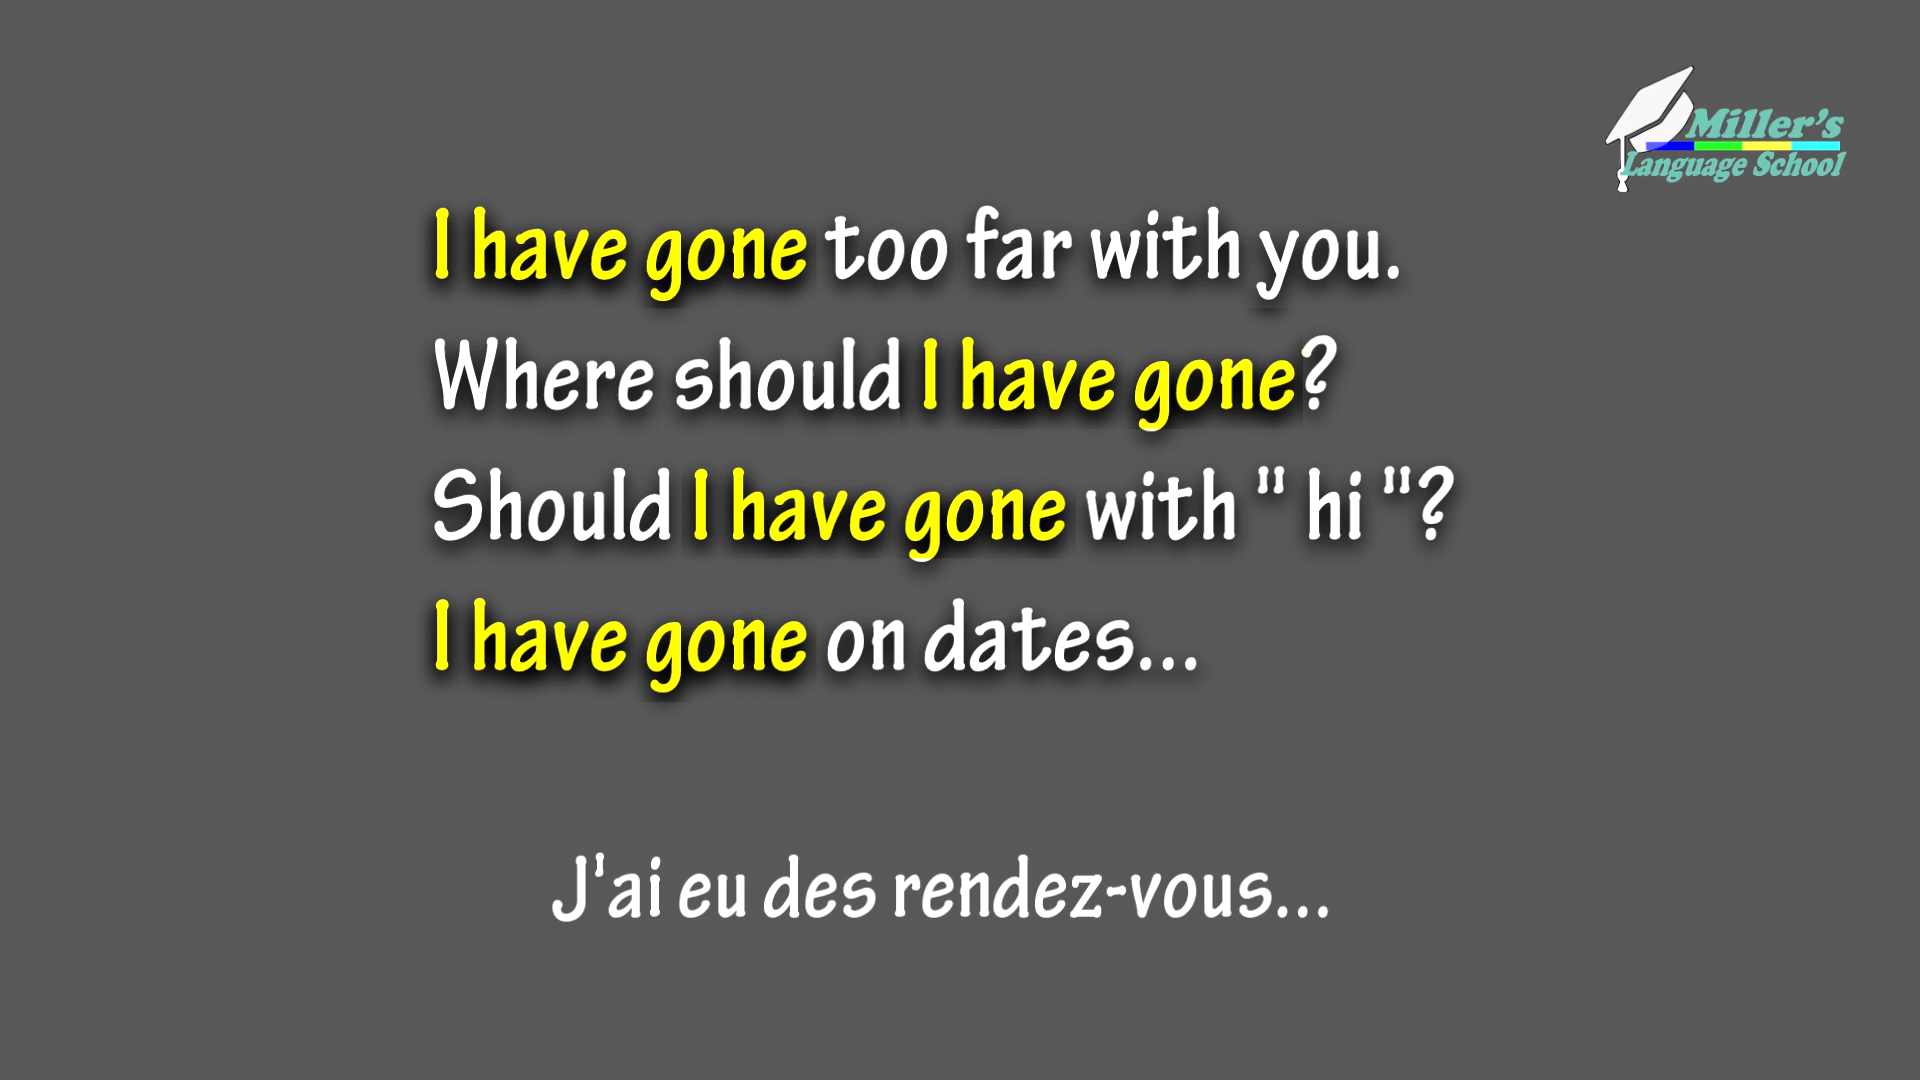 Miller's
Language School
I have gone too far with you.
Where should I have gone?
Should I have gone with " hi "?
I have gone on dates...
J'ai eu des rendez-vous...